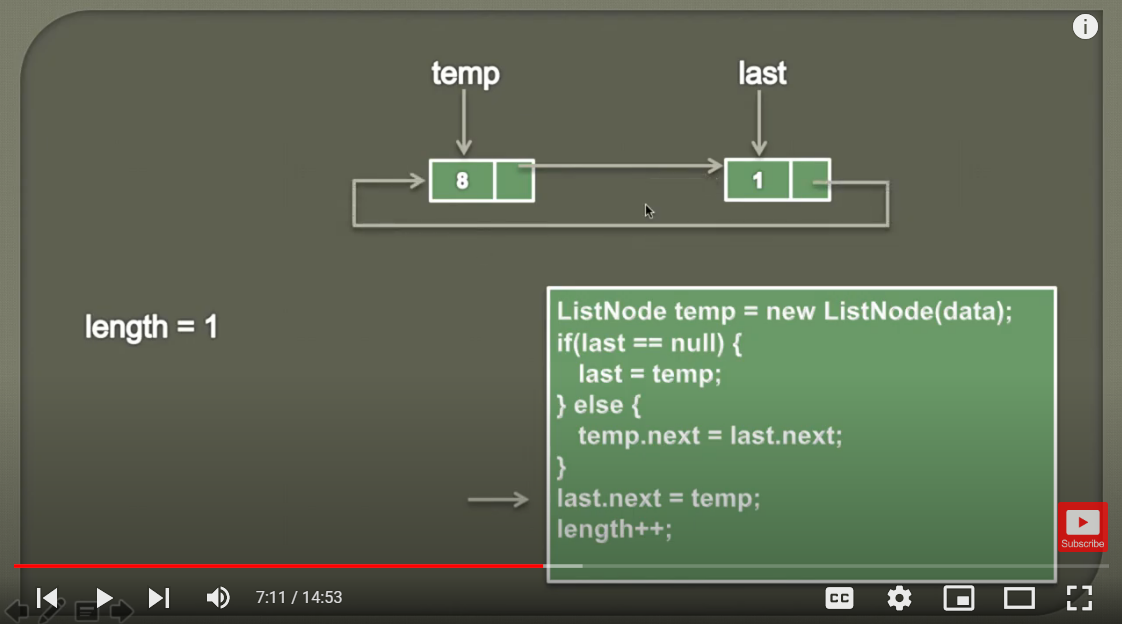 temp
last
8
1
length = 1
ListNode temp = new ListNode(data);
if(last == null) {
last = temp;
} else {
temp.next = last.next;
}
last.next = temp;
length++;
Subscribe
7:11 / 14:53
CC